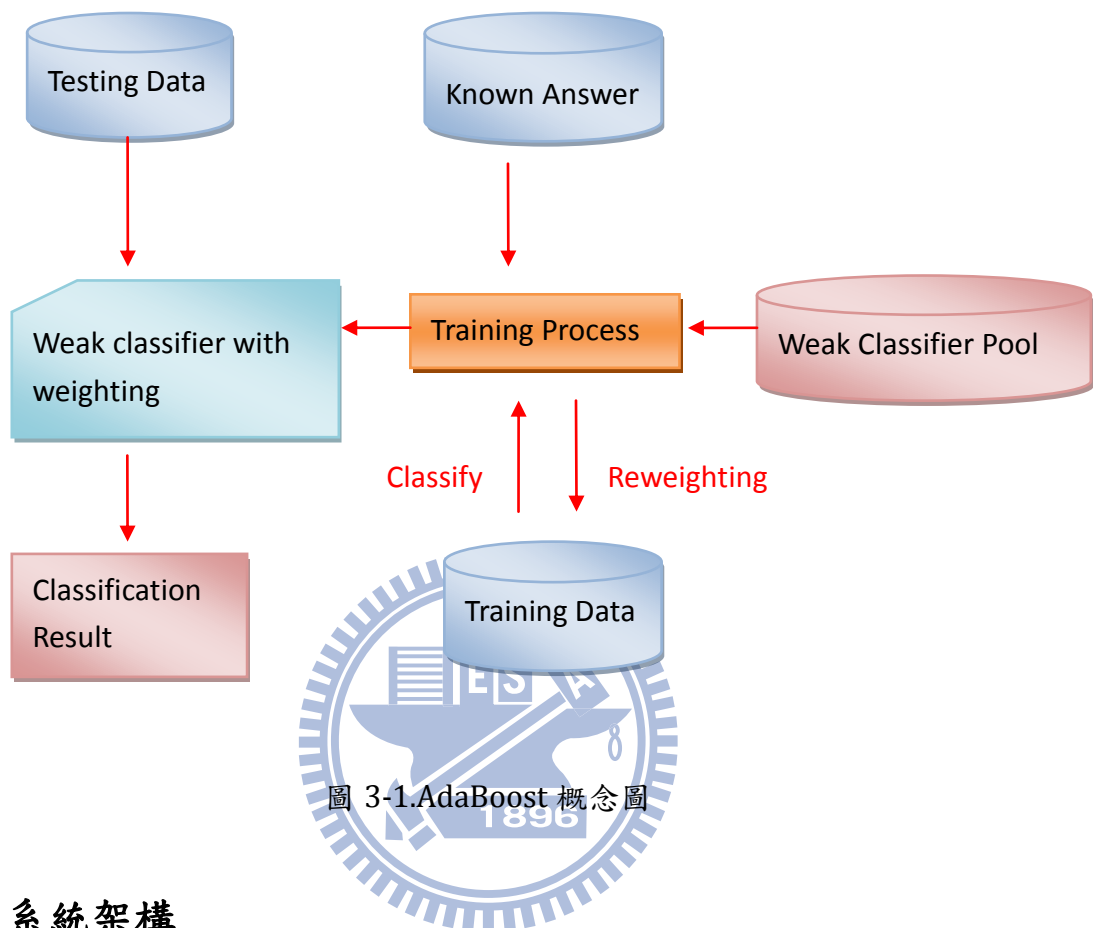 Testing Data
Known Answer
Weak classifier with
weighting
Training Process
Weak Classifier Pool
Classify
Reweighting
Classification
Result
Training Data
E S A
圖 3-1.AdaBoost 概念圖
1896
系統架構